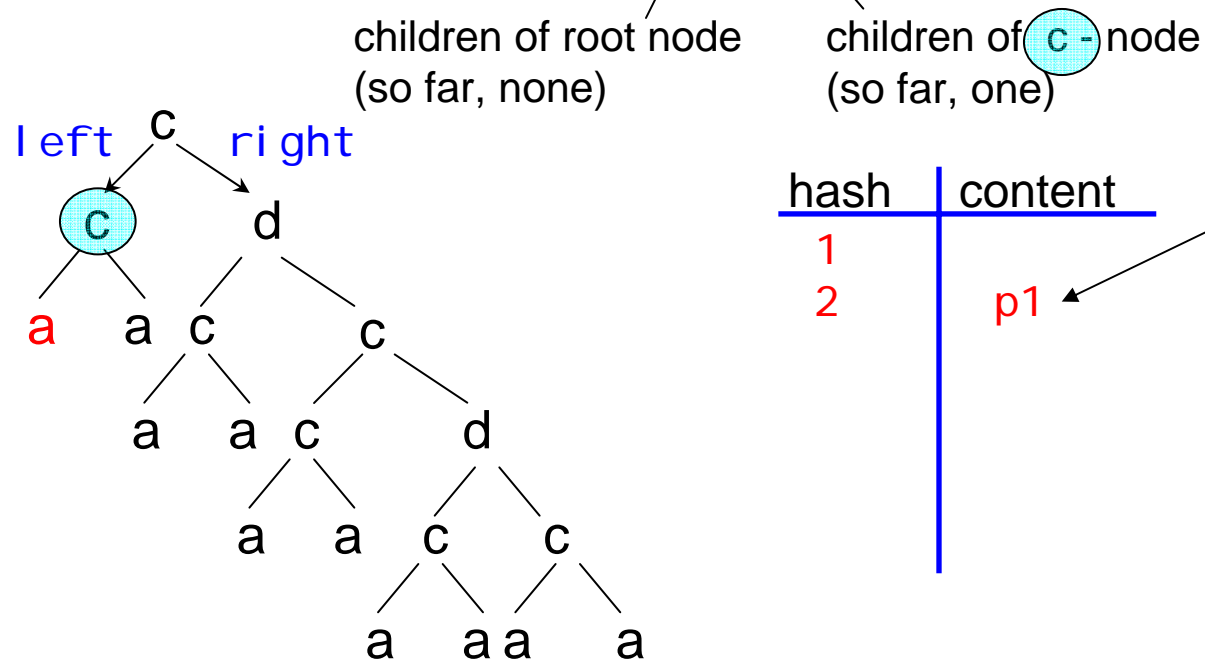 children of root node
(so far, none)
children of c - node
(so far, one)
c
left right
c d
a a c c
a a c d
a a c c
a a a a
hash content
1
2 p1